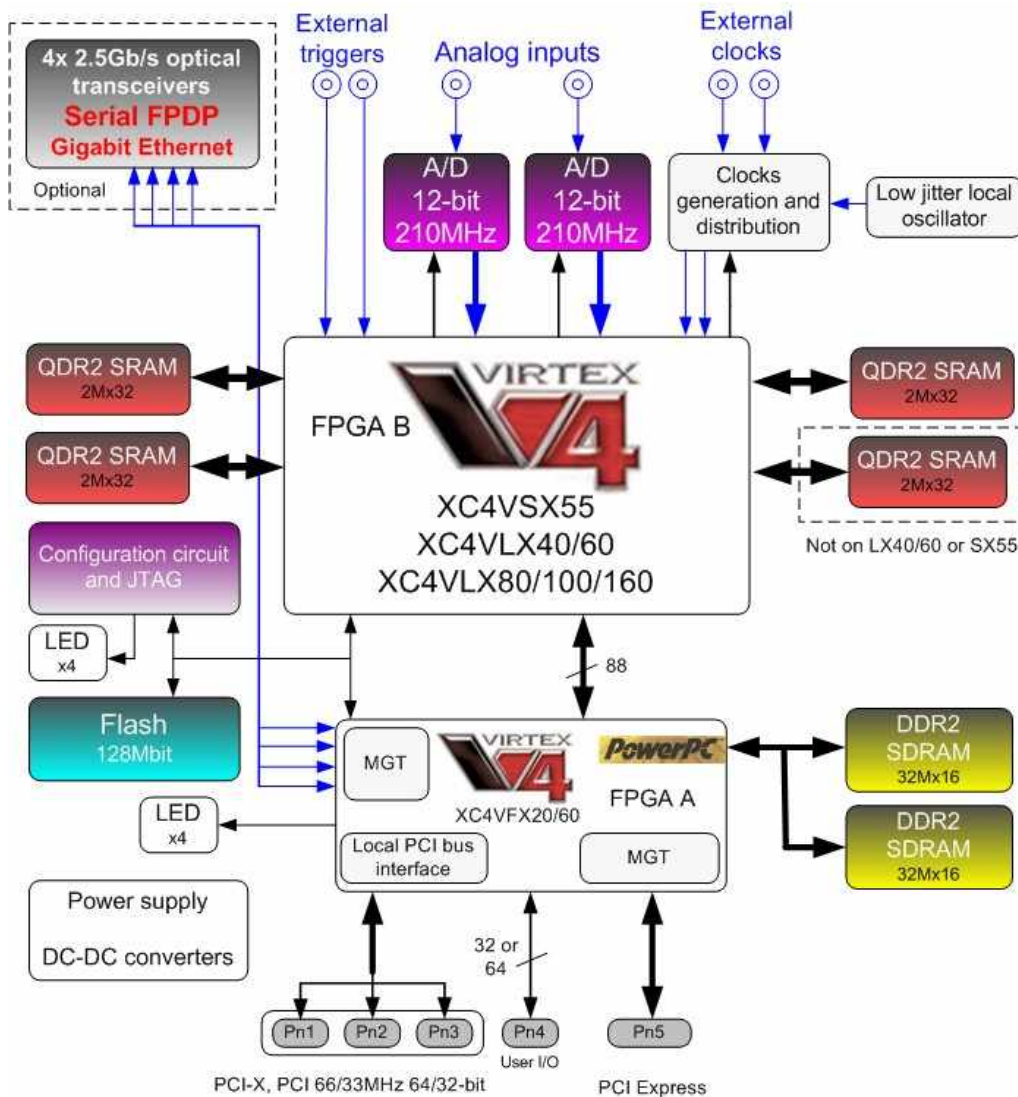 4x 2.5Gb/s optical
transceivers
Serial FPDP
Gigabit Ethernet
Optional
External
triggers
Analog inputs
External
clocks
A/D
12-bit
210MHz
A/D
12-bit
210MHz
Clocks
generation and
distribution
Low jitter local
oscillator
QDR2 SRAM
2Mx32
QDR2 SRAM
2Mx32
VIRTEX
V4
FPGA B
XC4VSX55
XC4VLX40/60
XC4VLX80/100/160
QDR2 SRAM
2Mx32
QDR2 SRAM
2Mx32
Not on LX40/60 or SX55
Configuration circuit
and JTAG
LED
x4
Flash
128Mbit
88
MGT
VIRTEX
V4
XC4VFX20/60
PowerPC
FPGA A
Local PCI bus
interface
MGT
DDR2
SDRAM
32Mx16
DDR2
SDRAM
32Mx16
LED
x4
Power supply
DC-DC converters
32 or
64
Pn1
Pn2
Pn3
Pn4
Pn5
User I/O
PCI-X, PCI 66/33MHz 64/32-bit
PCI Express